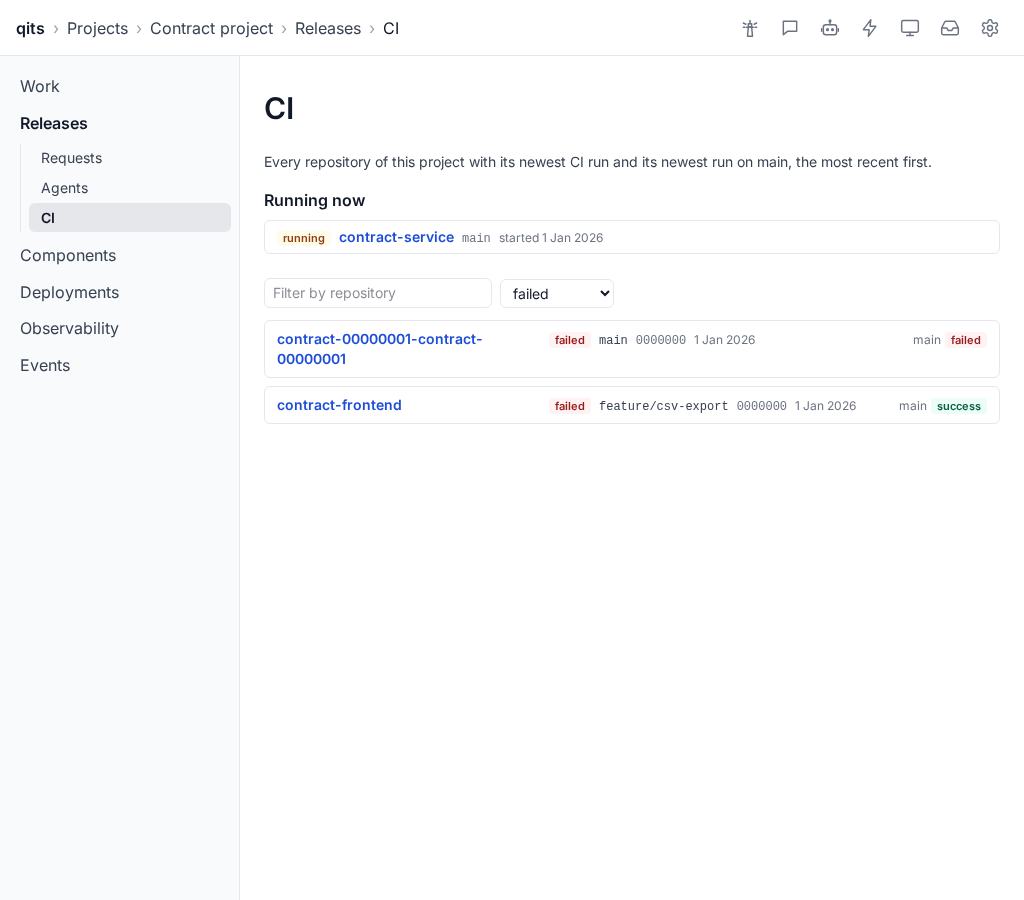 qits › Projects › Contract project › Releases › CI
Work
Releases
Requests
Agents
CI
Components
Deployments
Observability
Events
CI
Every repository of this project with its newest CI run and its newest run on main, the most recent first.
Running now
running contract-service main started 1 Jan 2026
Filter by repository failed
contract-00000001-contract-
00000001 failed main 0000000 1 Jan 2026 main failed
contract-frontend failed feature/csv-export 0000000 1 Jan 2026 main success